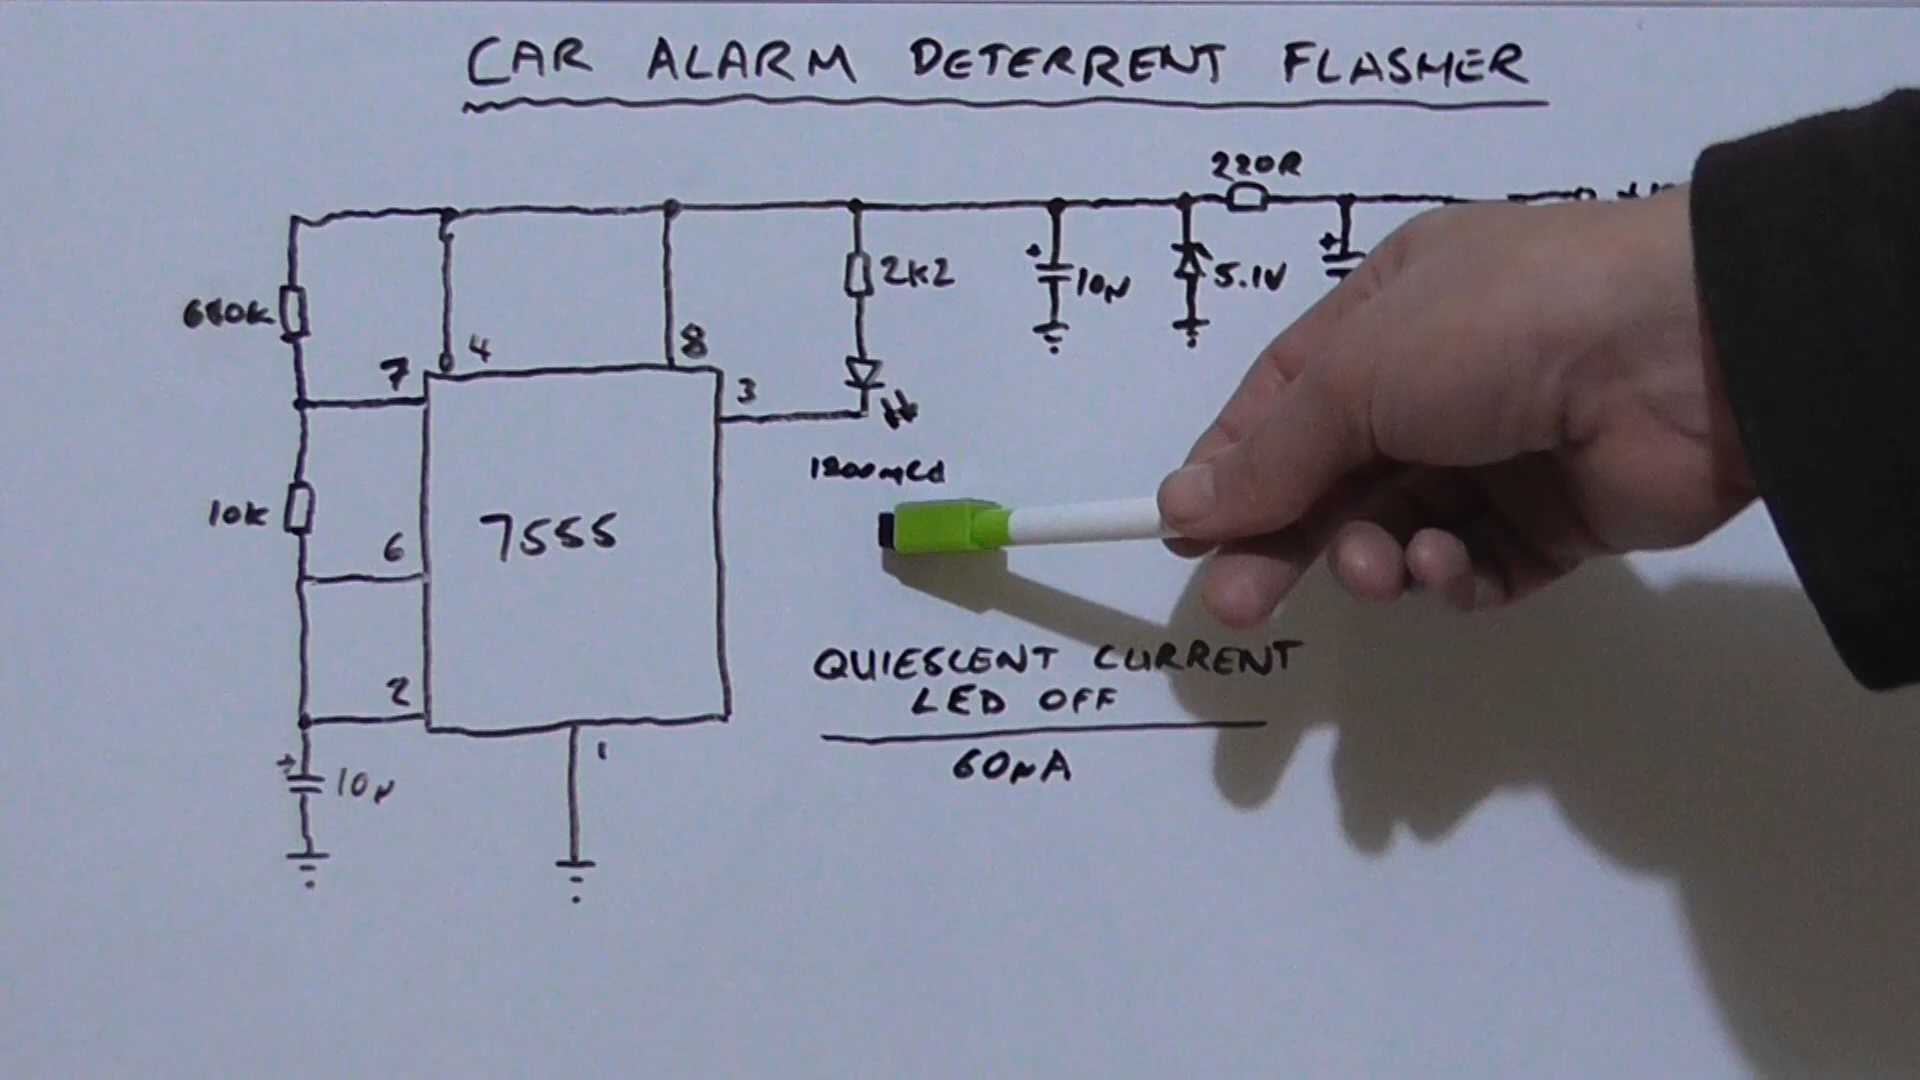 CAR ALARM DETERRENT FLASHER
220R
680K
2K2
10µ
5.1V
4
8
7
3
1800mcd
10K
6
7555
QUIESCENT CURRENT
LED OFF
2
1
60µA
10µ